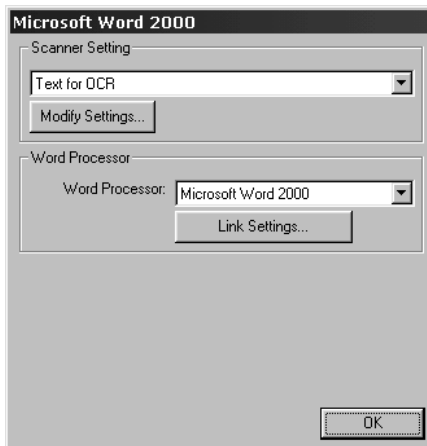 Microsoft Word 2000
Scanner Setting
Text for OCR
Modify Settings...
Word Processor
Word Processor: Microsoft Word 2000
Link Settings...
OK